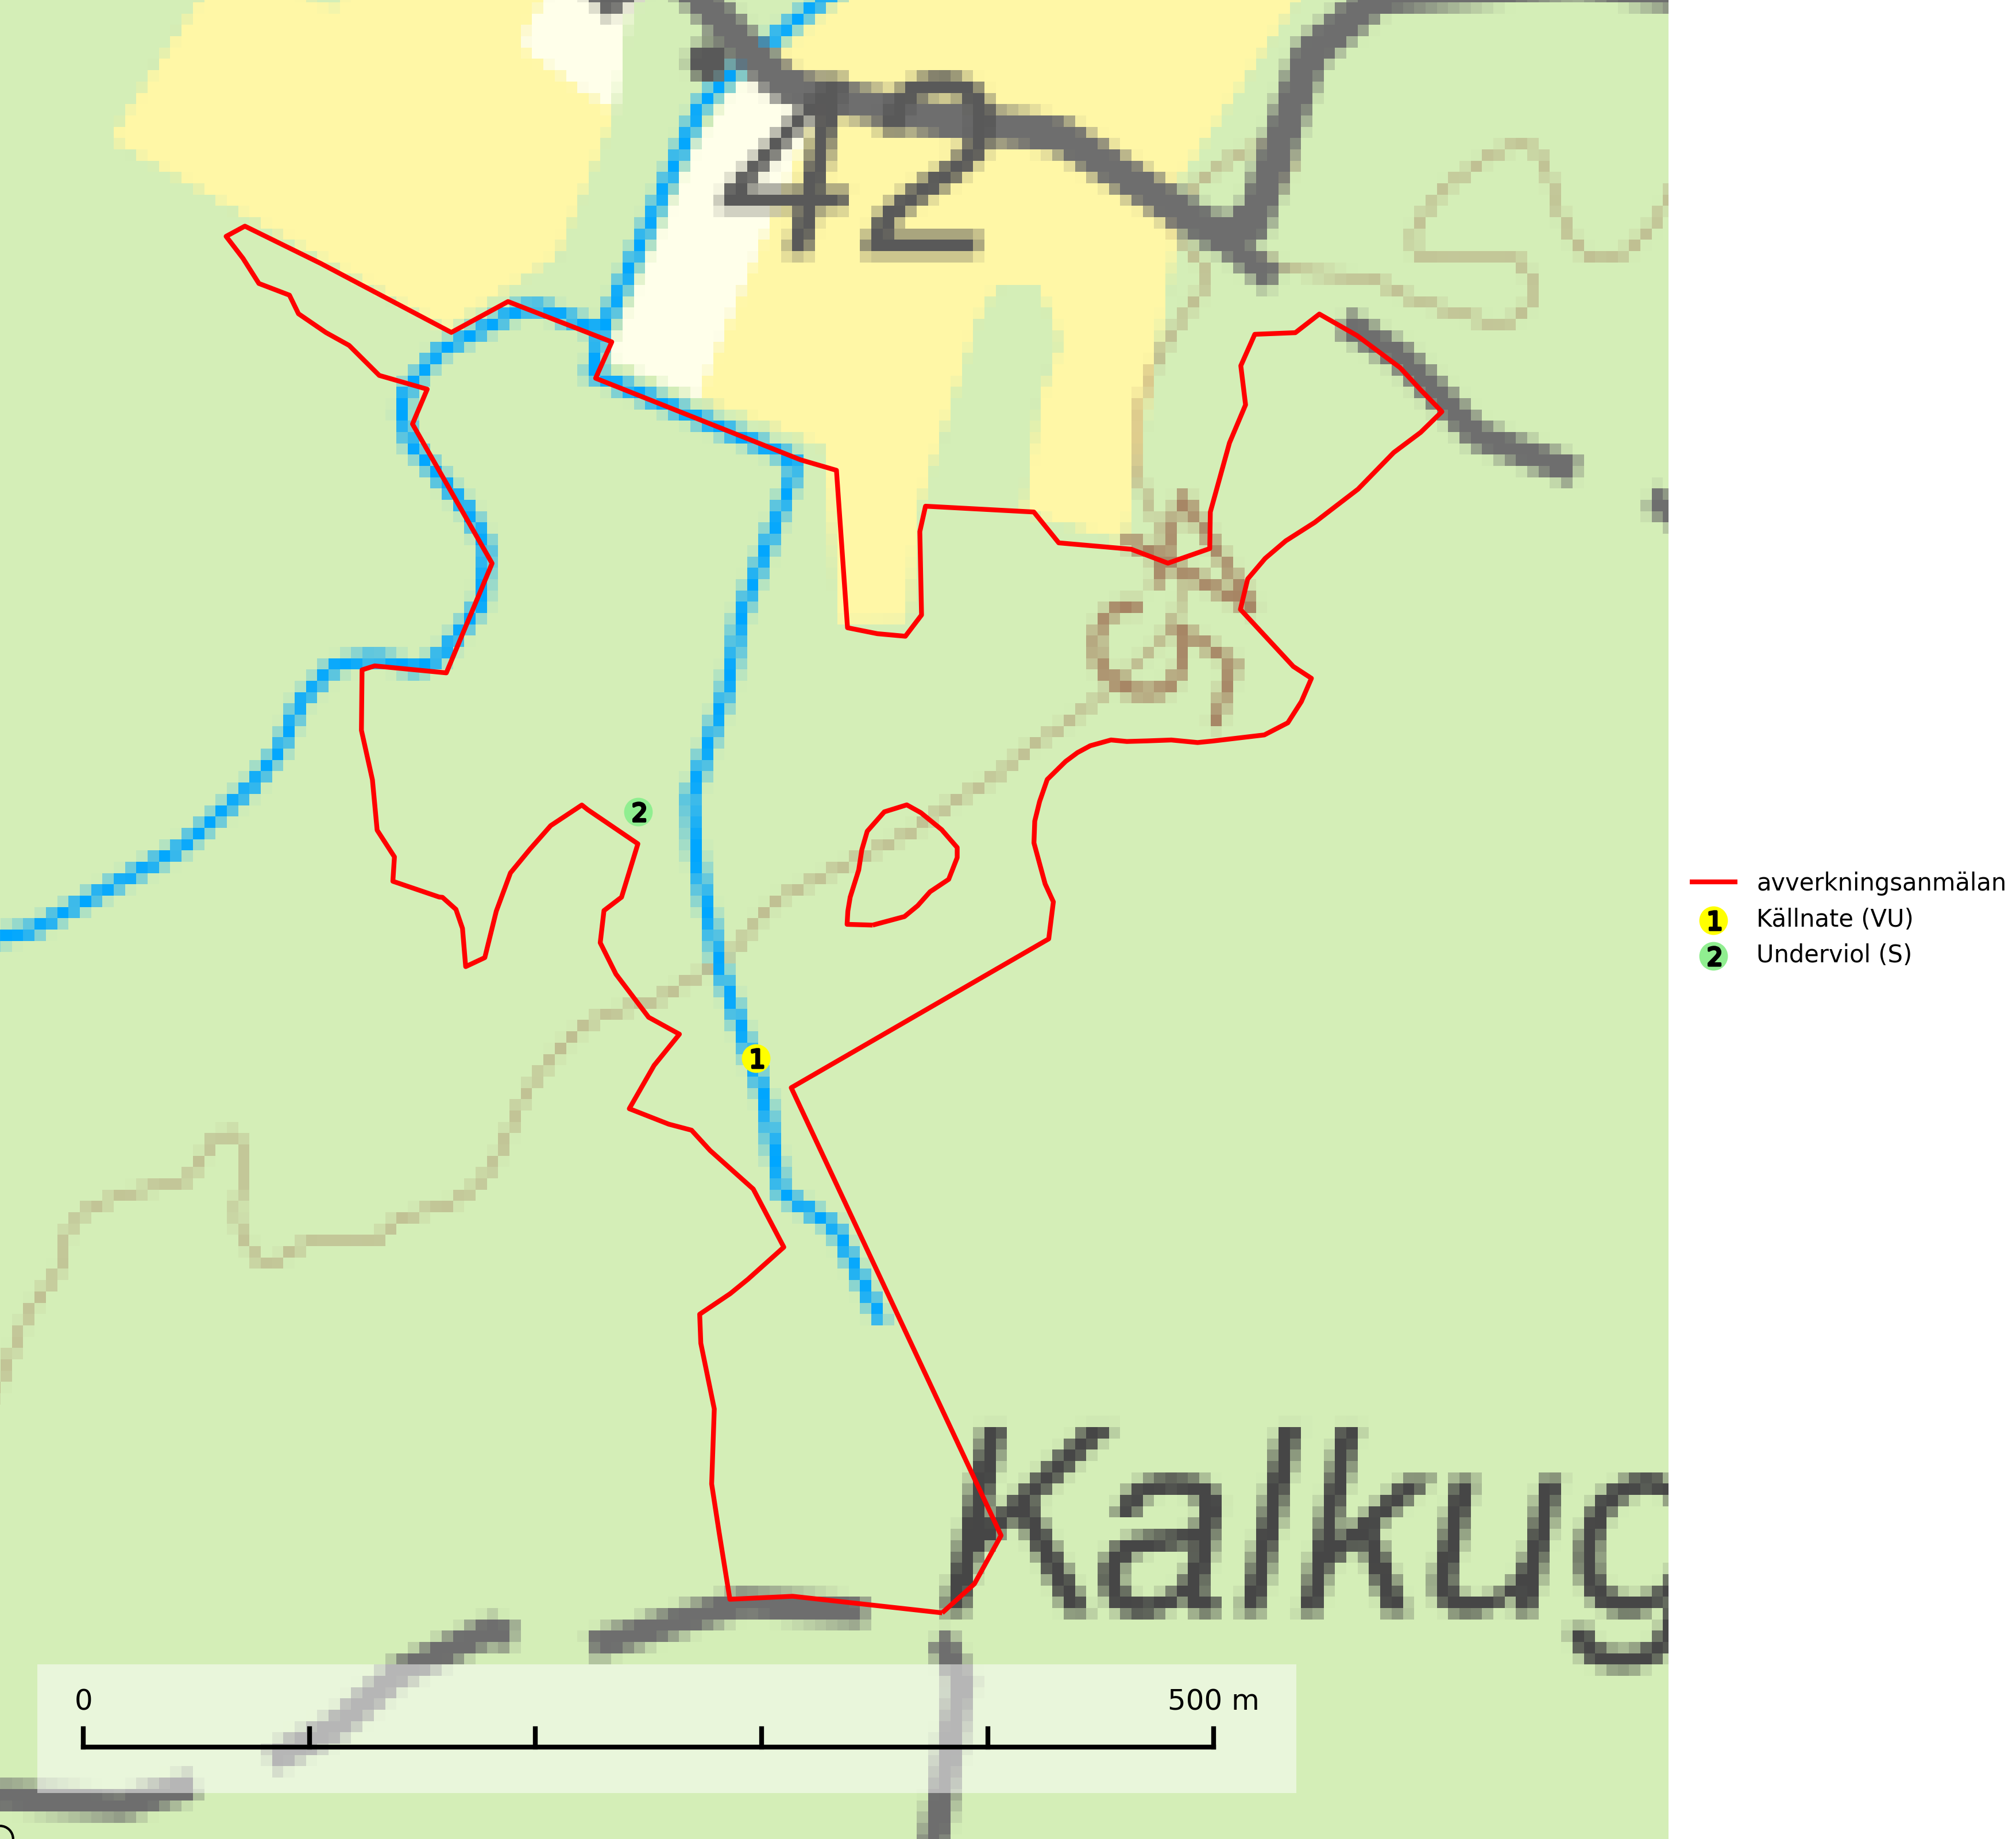 42
avverkningsanmälan
1 Källnate (VU)
2 Underviol (S)
2
1
Kalkug
0 500 m